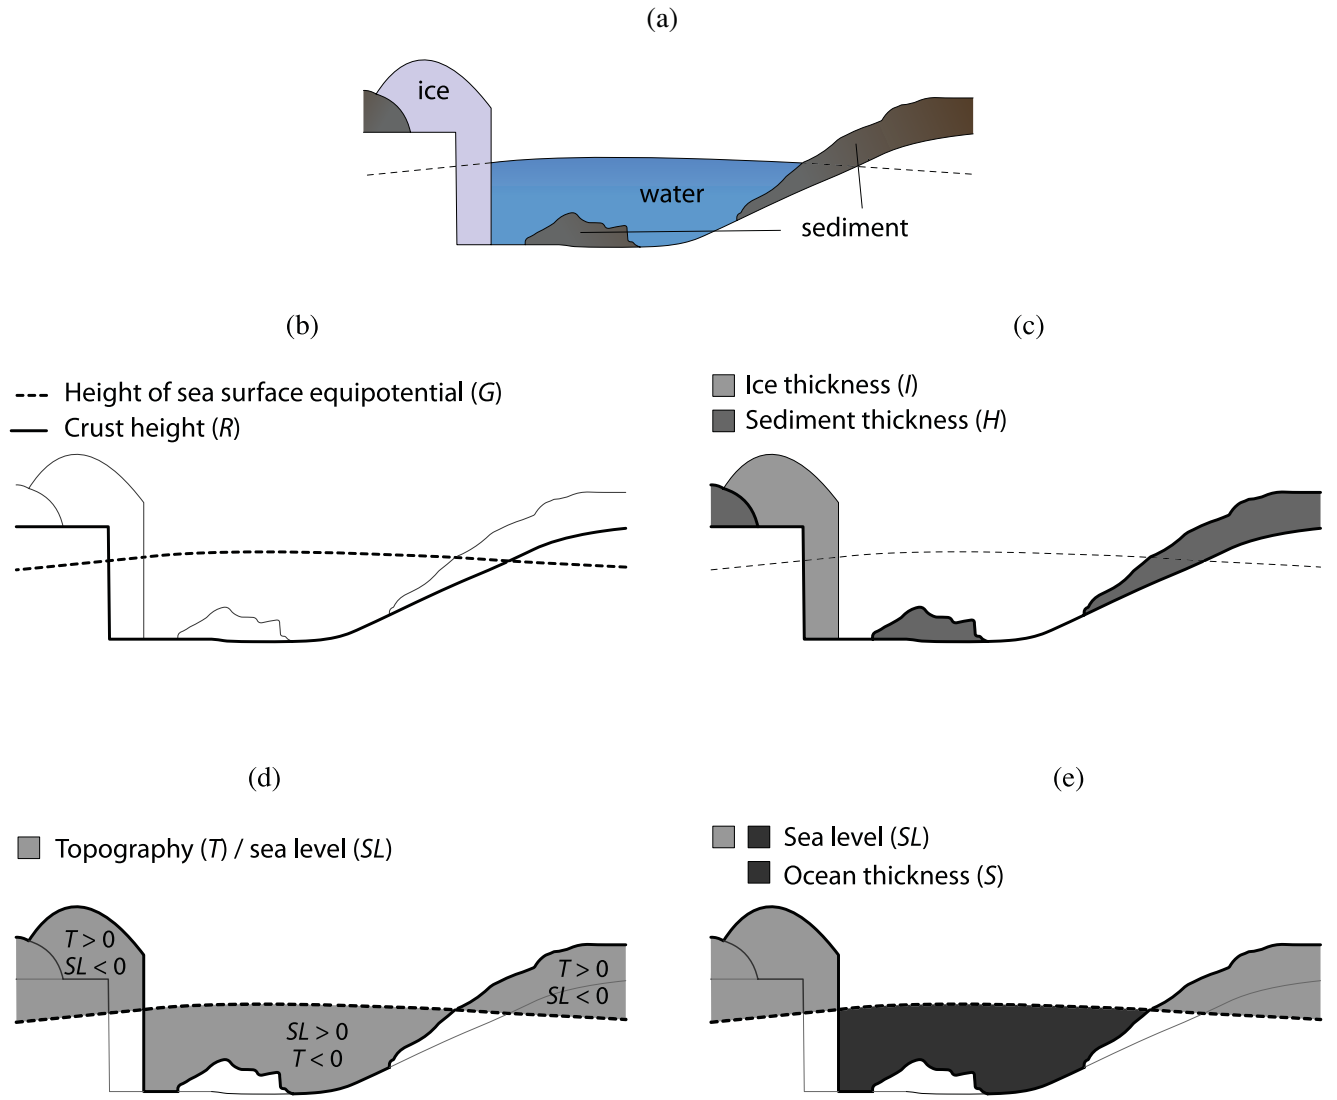 (a)
ice
water
sediment
(b)
Height of sea surface equipotential (G)
Crust height (R)
(c)
Ice thickness (I)
Sediment thickness (H)
(d)
Topography (T) / sea level (SL)
T > 0
SL < 0
SL > 0
T < 0
T > 0
SL < 0
(e)
Sea level (SL)
Ocean thickness (S)